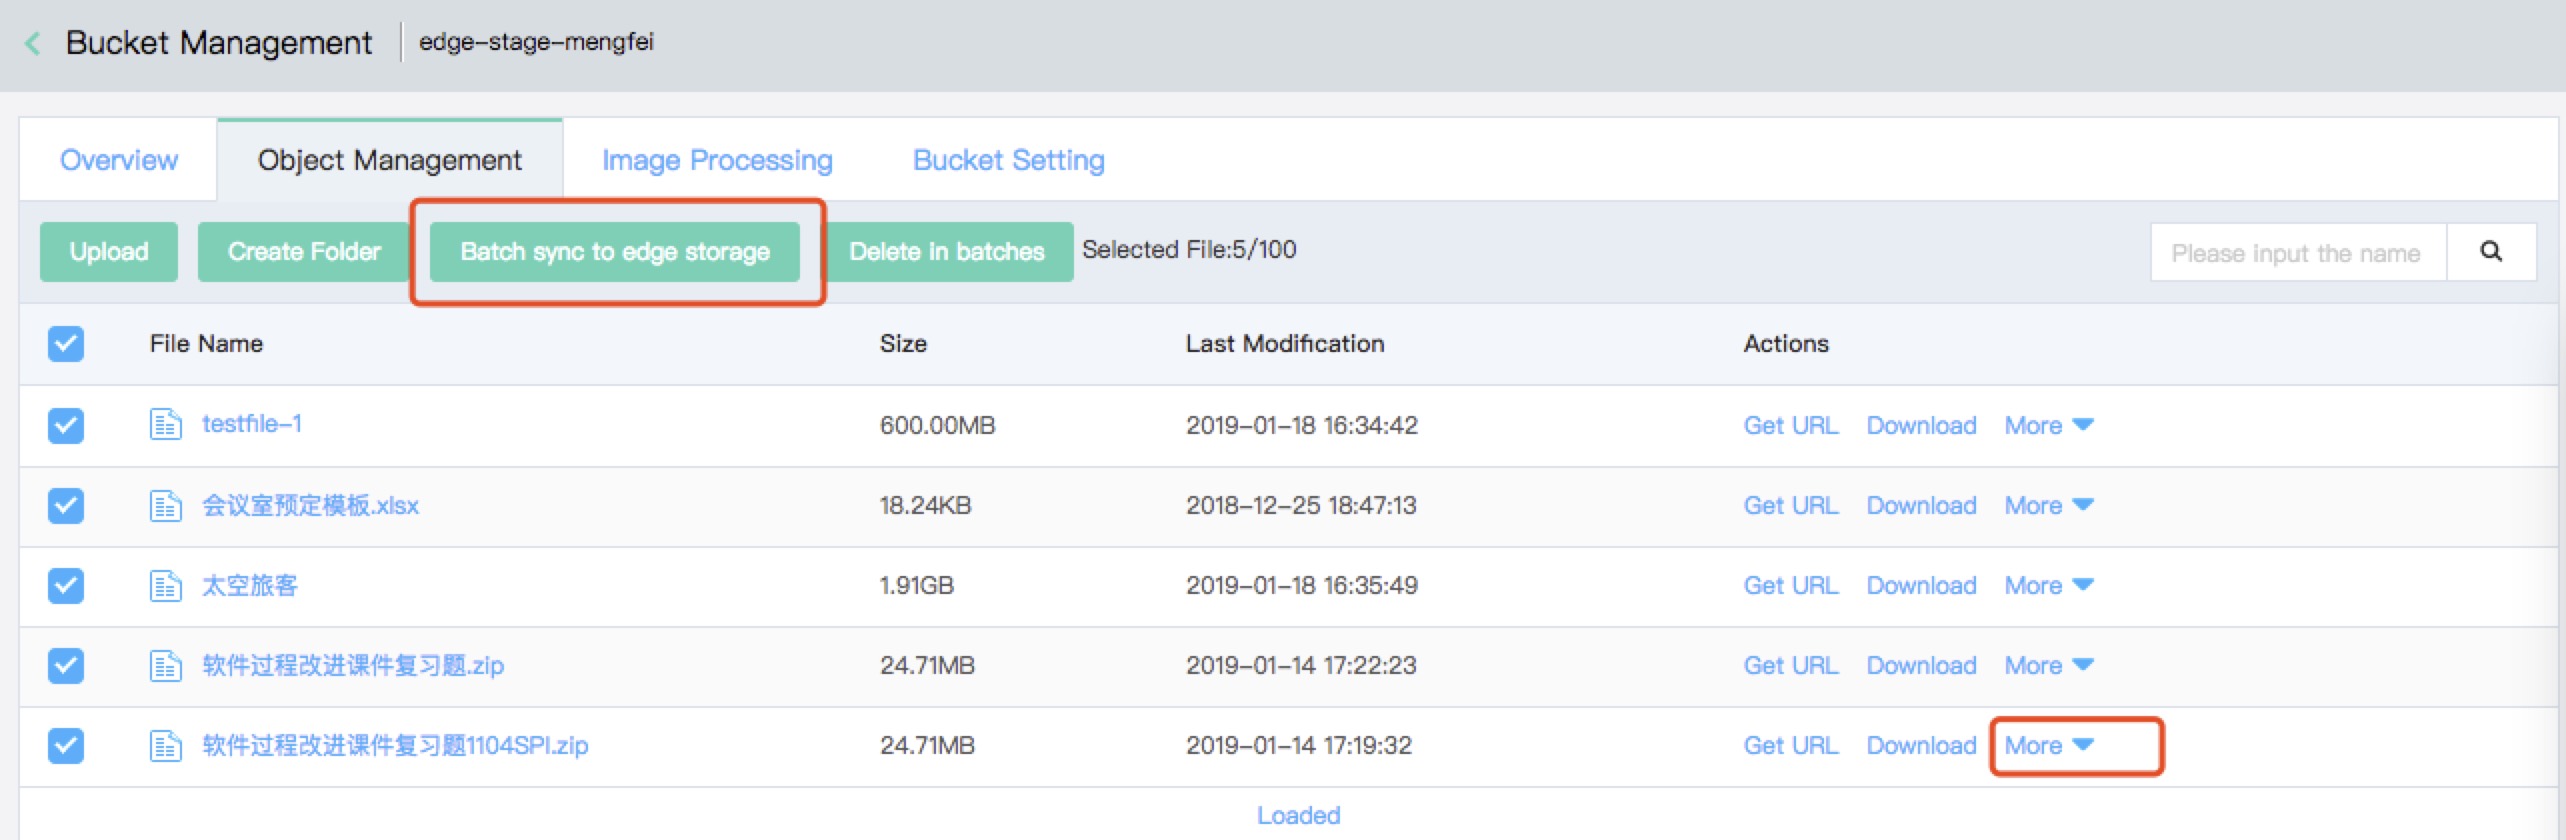 Bucket Management edge-stage-mengfei
Overview Object Management Image Processing Bucket Setting
Upload Create Folder Batch sync to edge storage Delete in batches Selected File:5/100 Please input the name
File Name Size Last Modification Actions
testfile-1 600.00MB 2019-01-18 16:34:42 Get URL Download More
会议室预定模板.xlsx 18.24KB 2018-12-25 18:47:13 Get URL Download More
太空旅客 1.91GB 2019-01-18 16:35:49 Get URL Download More
软件过程改进课件复习题.zip 24.71MB 2019-01-14 17:22:23 Get URL Download More
软件过程改进课件复习题1104SPI.zip 24.71MB 2019-01-14 17:19:32 Get URL Download More
Loaded